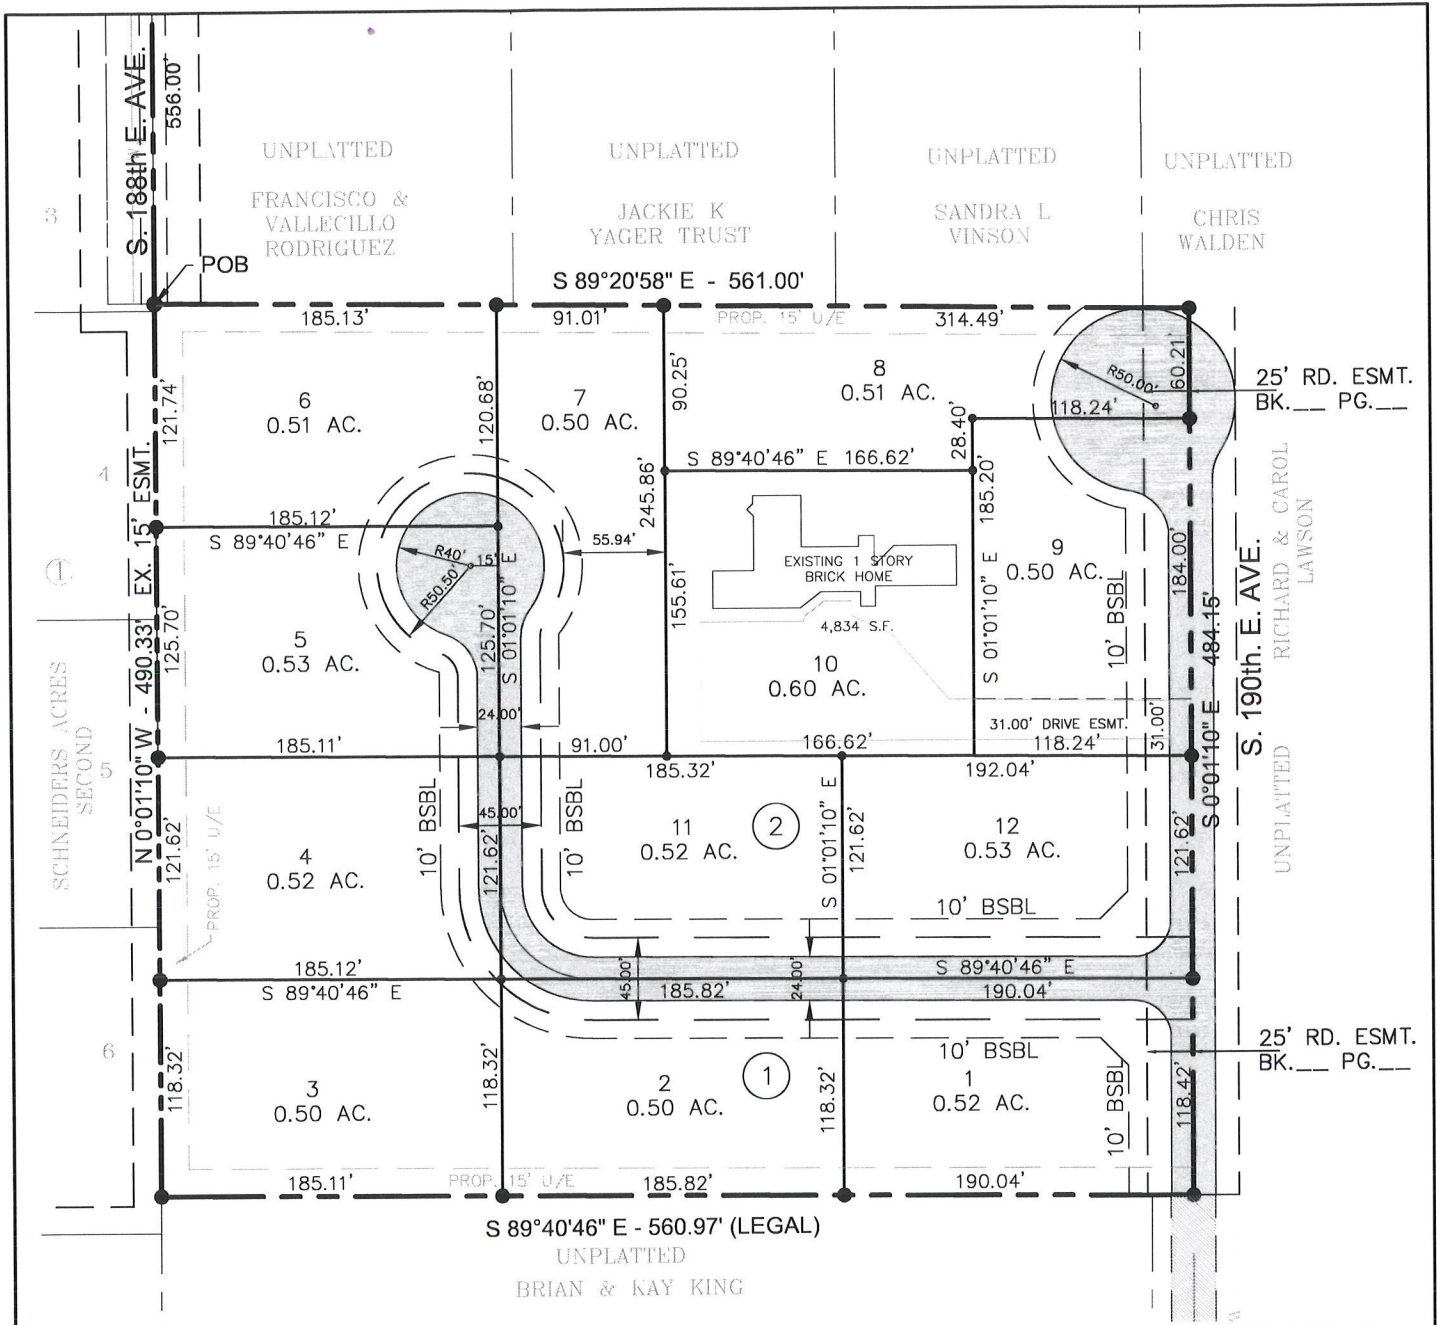 S. 188th E. AVE.
556.00'
3
UNPLATTED
FRANCISCO &
VALLECILLO
RODRIGUEZ
UNPLATTED
JACKIE K
YAGER TRUST
UNPLATTED
SANDRA L
VINSON
UNPLATTED
CHRIS
WALDEN
POB
S 89°20'58" E - 561.00'
185.13'
91.01'
PROP. 15' U/E
314.49'
121.74'
6
0.51 AC.
120.68'
7
0.50 AC.
90.25'
8
0.51 AC.
R50.00'
60.21'
25' RD. ESMT.
BK.__ PG.__
118.24'
28.40'
4
S 89°40'46" E 166.62'
245.86'
185.20'
185.12'
S 89°40'46" E
R40'
15'
R50.50'
55.94'
EXISTING 1 STORY
BRICK HOME
4,834 S.F.
155.61'
9
0.50 AC.
184.00'
RICHARD & CAROL
LAWSON
1
N 0°01'10" W - 490.33' EX. 15' ESMT.
125.70'
5
0.53 AC.
125.70'
S 01°01'10" E
10
0.60 AC.
S 01°01'10" E
10' BSBL
S 0°01'10" E 484.15'
S. 190th. E. AVE.
SCHNEIDERS ACRES
SECOND
5
24.00'
31.00' DRIVE ESMT.
31.00'
185.11'
91.00'
166.62'
118.24'
185.32'
192.04'
UNPLATTED
PROP. 15' U/E
121.62'
4
0.52 AC.
10' BSBL
45.00'
121.62'
10' BSBL
11
0.52 AC.
2
S 01°01'10" E
121.62'
12
0.53 AC.
121.62'
10' BSBL
185.12'
S 89°40'46" E
45.00'
185.82'
24.00'
S 89°40'46" E
190.04'
6
118.32'
3
0.50 AC.
118.32'
2
0.50 AC.
1
118.32'
10' BSBL
1
0.52 AC.
10' BSBL
118.42'
25' RD. ESMT.
BK.__ PG.__
185.11'
PROP. 15' U/E
185.82'
190.04'
S 89°40'46" E - 560.97' (LEGAL)
UNPLATTED
BRIAN & KAY KING